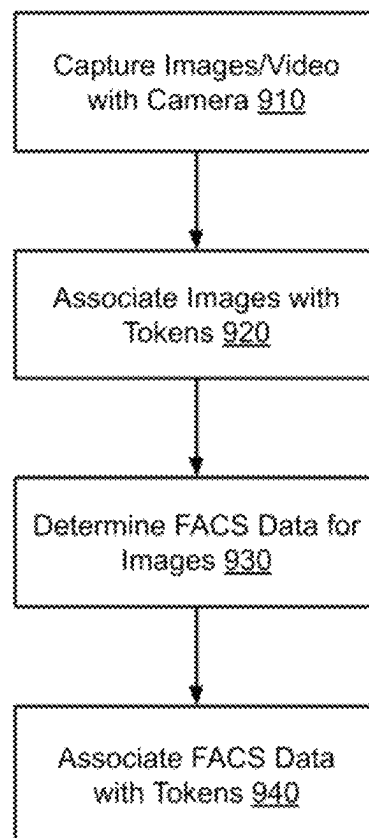 Capture Images/Video
with Camera 910
Associate Images with
Tokens 920
Determine FACS Data for
Images 930
Associate FACS Data
with Tokens 940